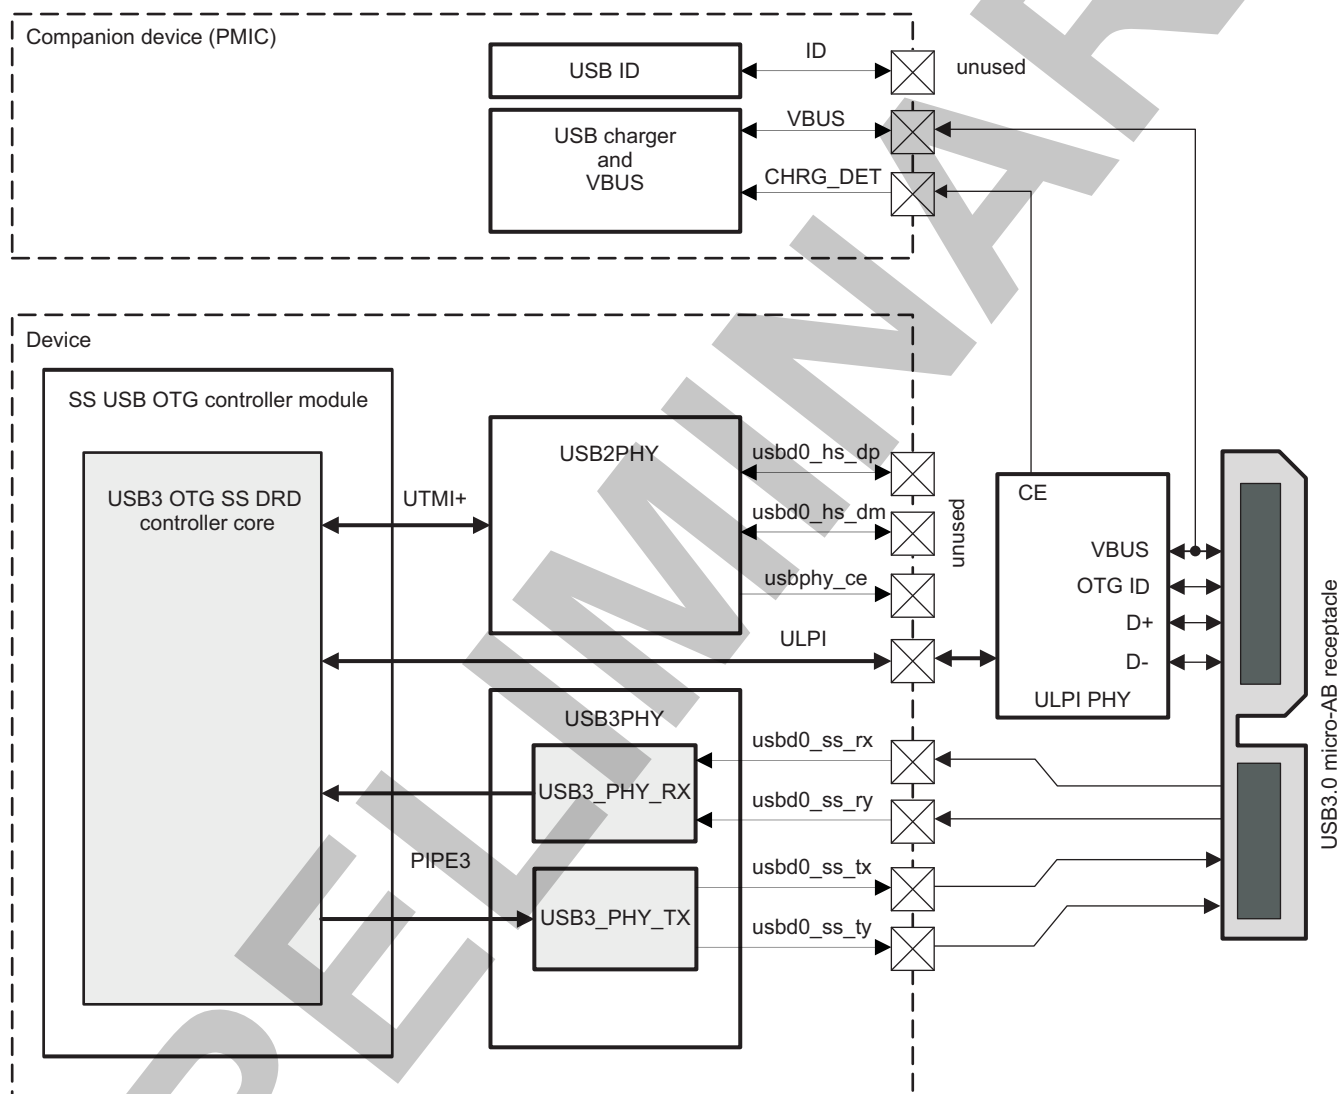 Companion device (PMIC)
USB ID
ID
unused
USB charger
and
VBUS
VBUS
CHRG_DET
Device
SS USB OTG controller module
USB3 OTG SS DRD
controller core
UTMI+
USB2PHY
usbd0_hs_dp
usbd0_hs_dm
usbphy_ce
unused
ULPI
CE
VBUS
OTG ID
D+
D-
ULPI PHY
USB3.0 micro-AB receptacle
USB3PHY
USB3_PHY_RX
usbd0_ss_rx
usbd0_ss_ry
PIPE3
USB3_PHY_TX
usbd0_ss_tx
usbd0_ss_ty
PRELIMINAR